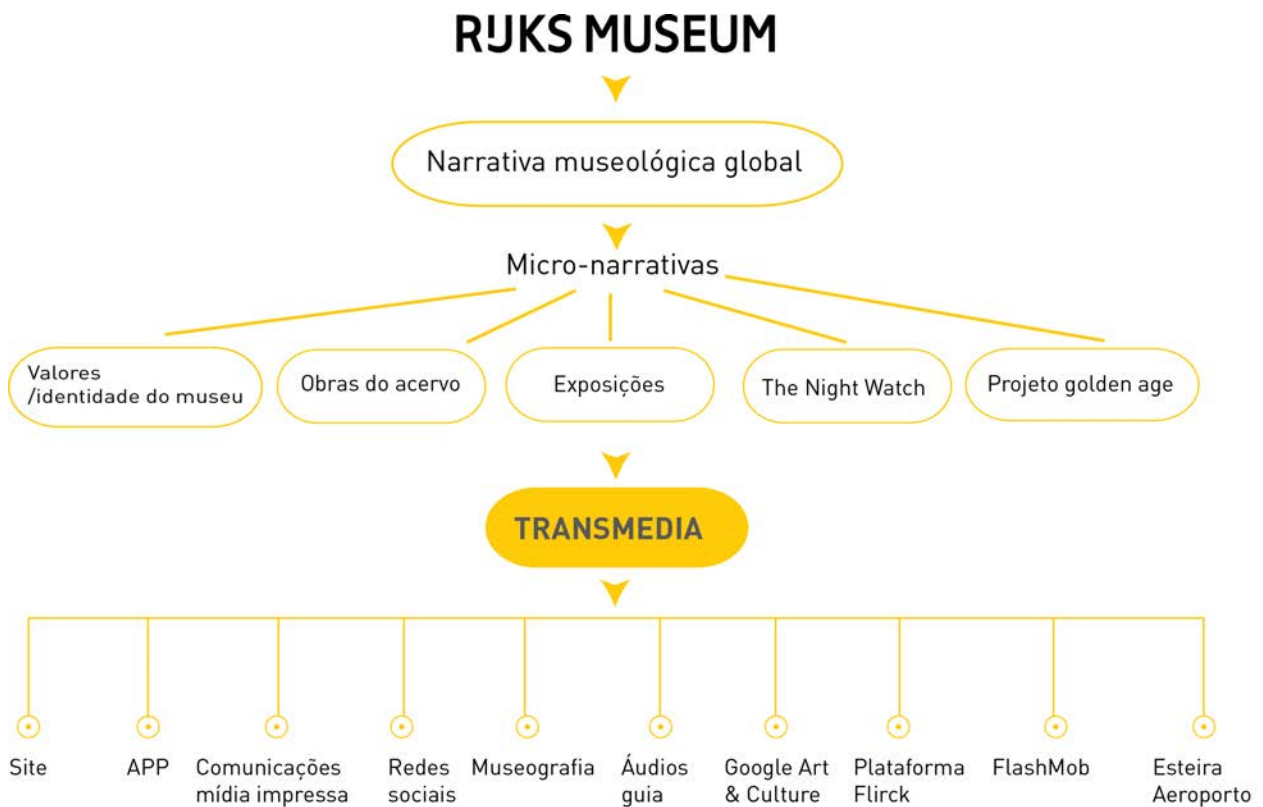 RIJKS MUSEUM
Narrativa museológica global
Micro-narrativas
Valores
/identidade do museu
Obras do acervo
Exposições
The Night Watch
Projeto golden age
TRANSMEDIA
Site
APP
Comunicações
mídia impressa
Redes
sociais
Museografia
Áudios
guia
Google Art
& Culture
Plataforma
Flirck
FlashMob
Esteira
Aeroporto